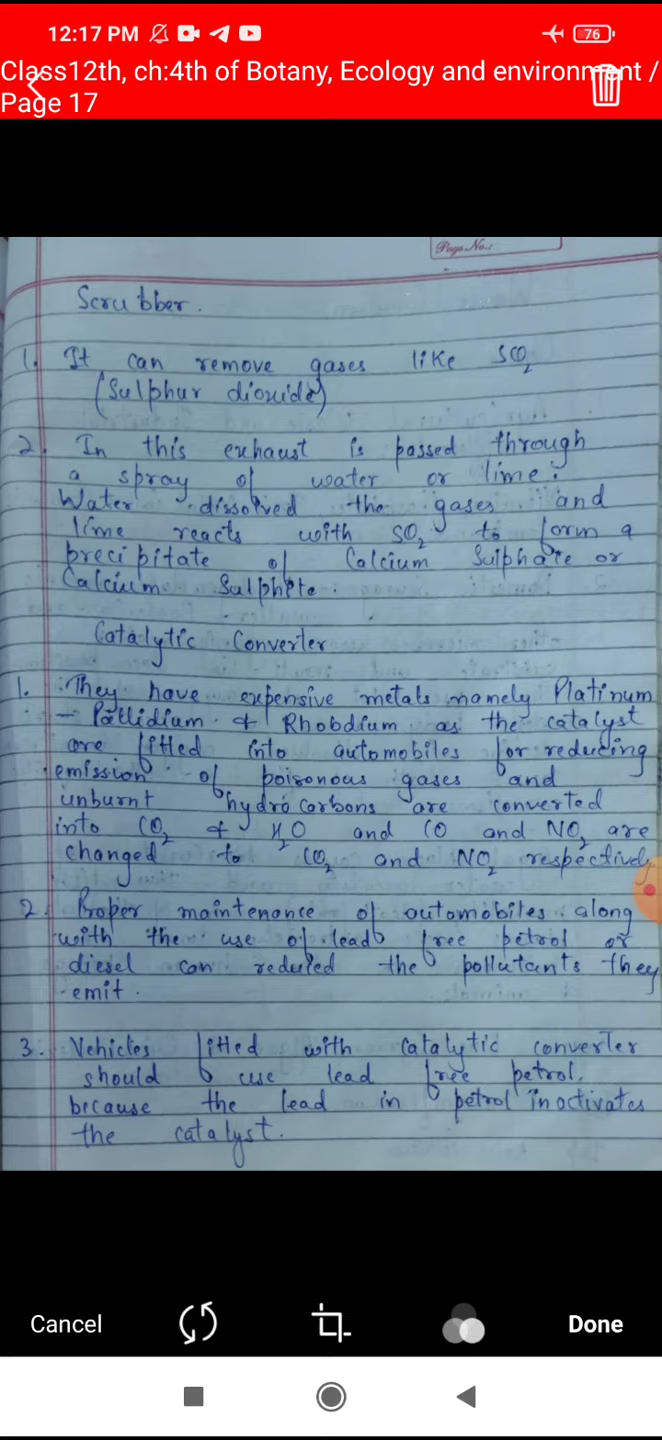 12:17 PM
76
Class12th, ch:4th of Botany, Ecology and environment /
Page 17
Page No.:
Scrubber.
1. It can remove gases like SO2
(Sulphur dioxide)
2. In this exhaust is passed through
a spray of water or lime.
Water dissolved the gases and
lime reacts with SO2 to form a
precipitate of Calcium Sulphate or
Calcium Sulphite.
Catalytic Converter
1. They have expensive metals namely Platinum
- Pallidium & Rhobdium as the catalyst
are fitted into automobiles for reducing
emission of poisonous gases and
unburnt hydrocarbons are converted
into CO2 & H2O and CO and NO2 are
changed to CO2 and NO2 respectively
2. Proper maintenance of automobiles along
with the use of lead free petrol or
diesel can reduced the pollutants they
emit.
3. Vehicles fitted with catalytic converter
should use lead free petrol.
because the lead in petrol inactivates
the catalyst.
Cancel
Done